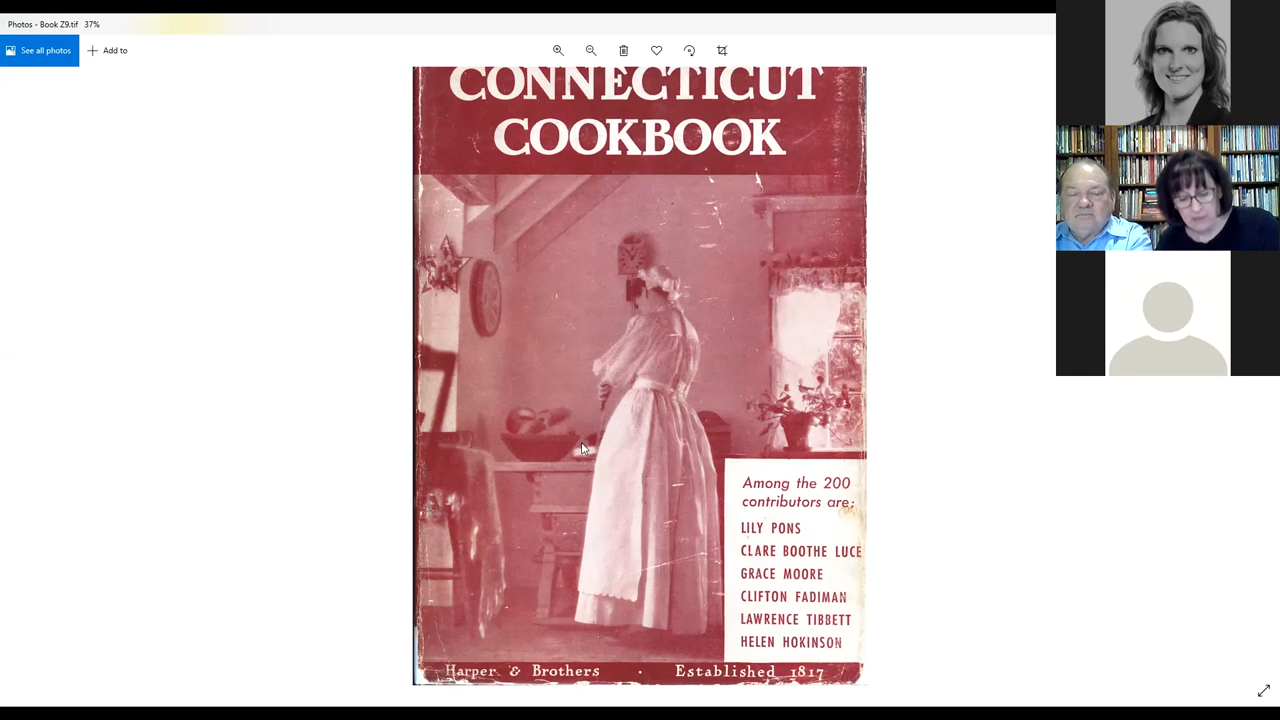 Photos - Book Z9.tif 37%
See all photos
Add to
CONNECTICUT
COOKBOOK
Among the 200
contributors are:
LILY PONS
CLARE BOOTHE LUCE
GRACE MOORE
CLIFTON FADIMAN
LAWRENCE TIBBETT
HELEN HOKINSON
Harper & Brothers · Established 1817